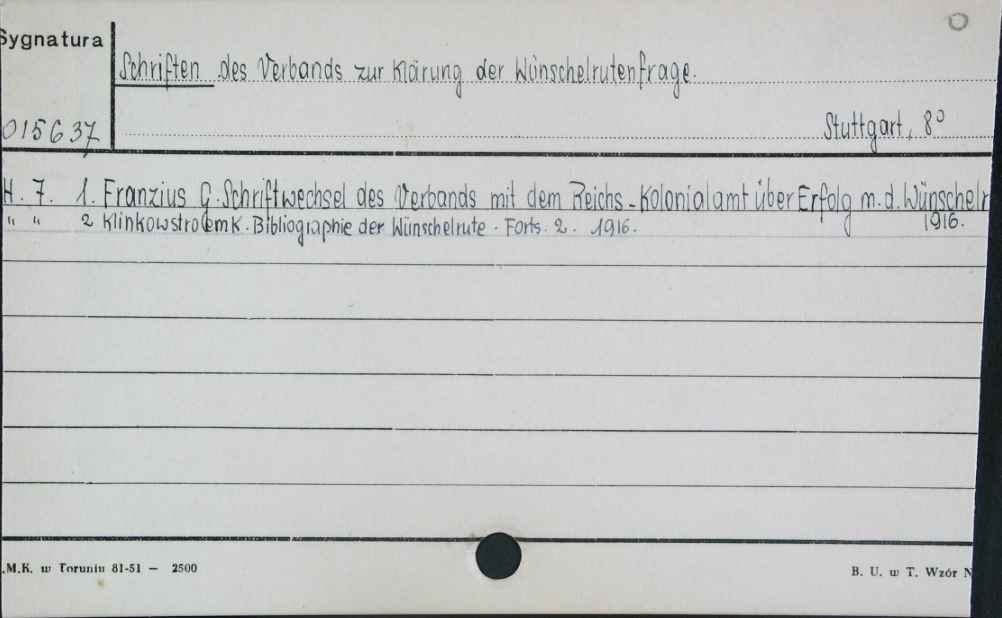 Sygnatura
Schriften des Verbands zur Klärung der Wünschelrutenfrage.
015637
Stuttgart, 8°
H. 7. 1. Franzius G. Schriftwechsel des Verbands mit dem Reichs-Kolonialamt über Erfolg m.d. Wünschelr
" " 2 Klinkowstroem K. Bibliographie der Wünschelrute. Forts. 2. 1916. 1916.
.M.K. w Toruniu 81-51 — 2500
B. U. w T. Wzór N